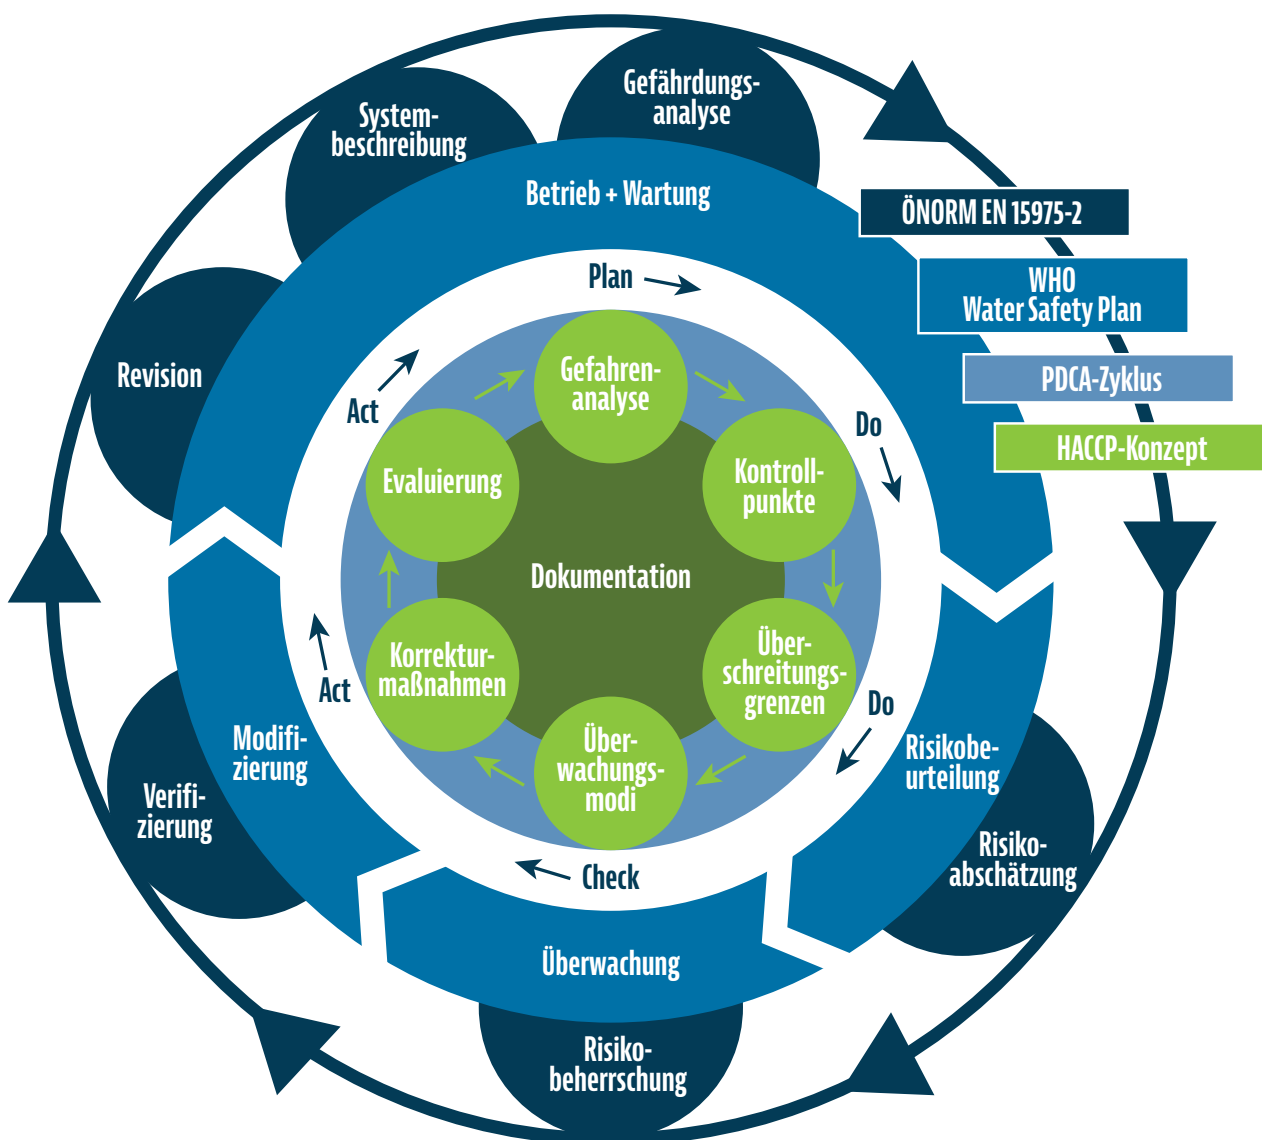 Gefährdungs-
analyse
System-
beschreibung
Betrieb + Wartung
ÖNORM EN 15975-2
WHO
Water Safety Plan
PDCA-Zyklus
HACCP-Konzept
Plan
Revision
Act
Gefahren-
analyse
Do
Evaluierung
Kontroll-
punkte
Dokumentation
Korrektur-
maßnahmen
Über-
schreitungs-
grenzen
Act
Do
Über-
wachungs-
modi
Modifi-
zierung
Risikobe-
urteilung
Verifi-
zierung
Risiko-
abschätzung
Check
Überwachung
Risiko-
beherrschung